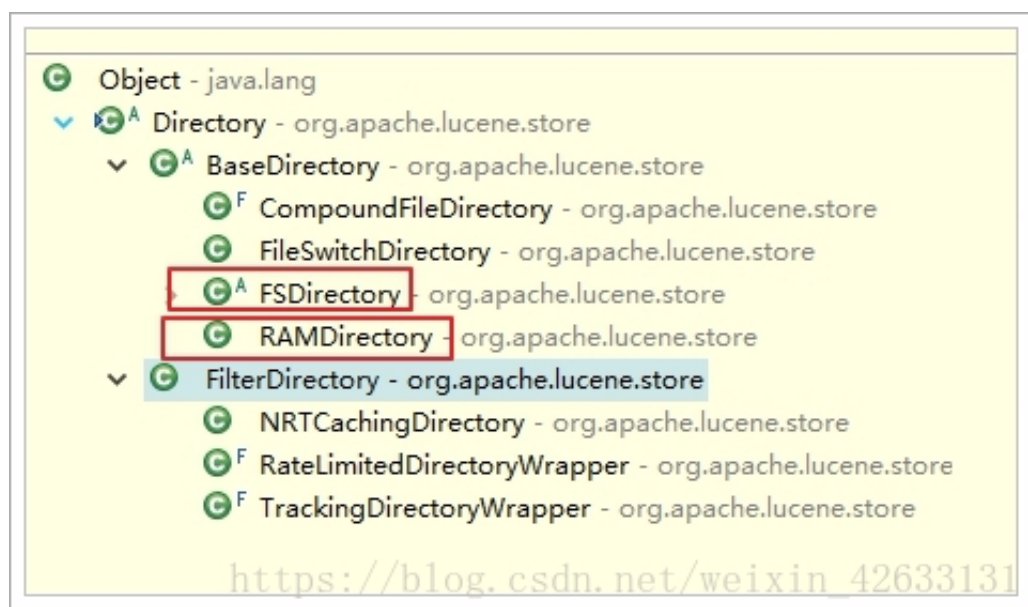 Object - java.lang
A Directory - org.apache.lucene.store
A BaseDirectory - org.apache.lucene.store
F CompoundFileDirectory - org.apache.lucene.store
FileSwitchDirectory - org.apache.lucene.store
A FSDirectory - org.apache.lucene.store
RAMDirectory - org.apache.lucene.store
FilterDirectory - org.apache.lucene.store
NRTCachingDirectory - org.apache.lucene.store
F RateLimitedDirectoryWrapper - org.apache.lucene.store
F TrackingDirectoryWrapper - org.apache.lucene.store
https://blog.csdn.net/weixin_42633131